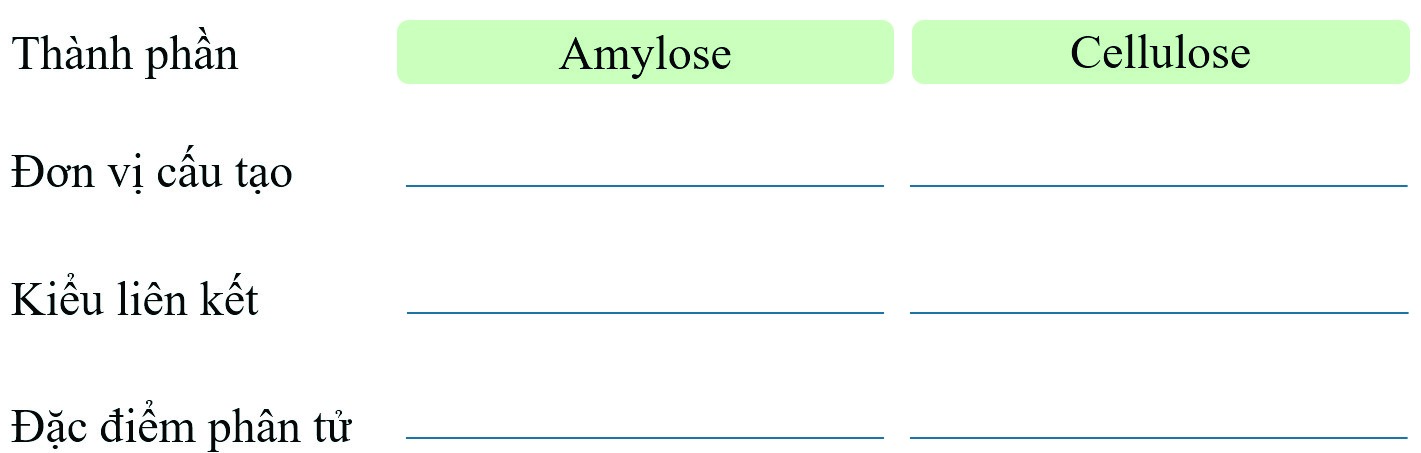 Thành phần Amylose Cellulose
Đơn vị cấu tạo
Kiểu liên kết
Đặc điểm phân tử